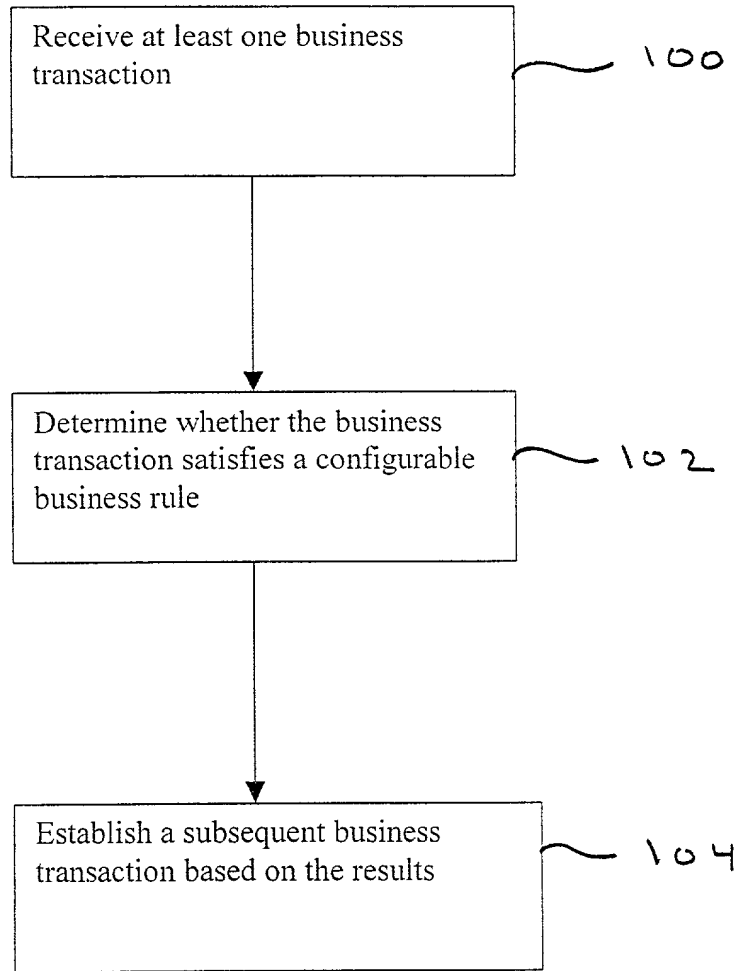 Receive at least one business
transaction
100
Determine whether the business
transaction satisfies a configurable
business rule
102
Establish a subsequent business
transaction based on the results
104